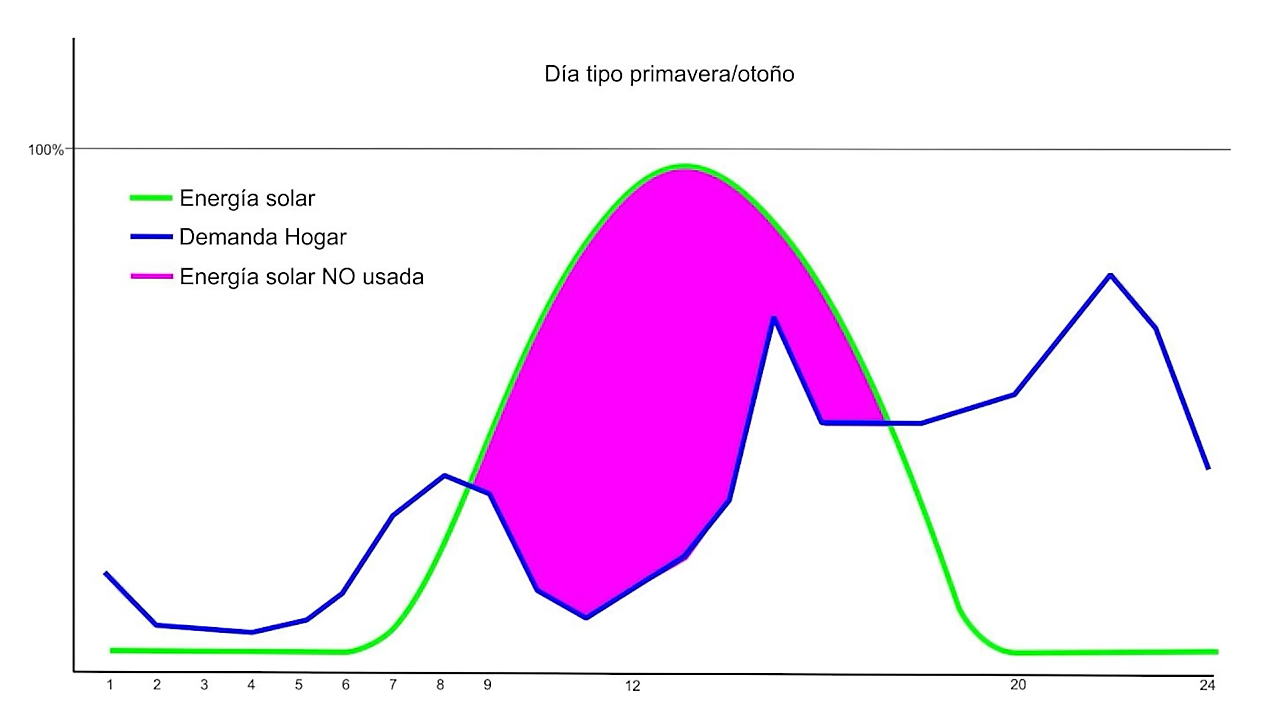 Día tipo primavera/otoño
100%
Energía solar
Demanda Hogar
Energía solar NO usada
1 2 3 4 5 6 7 8 9 12 20 24